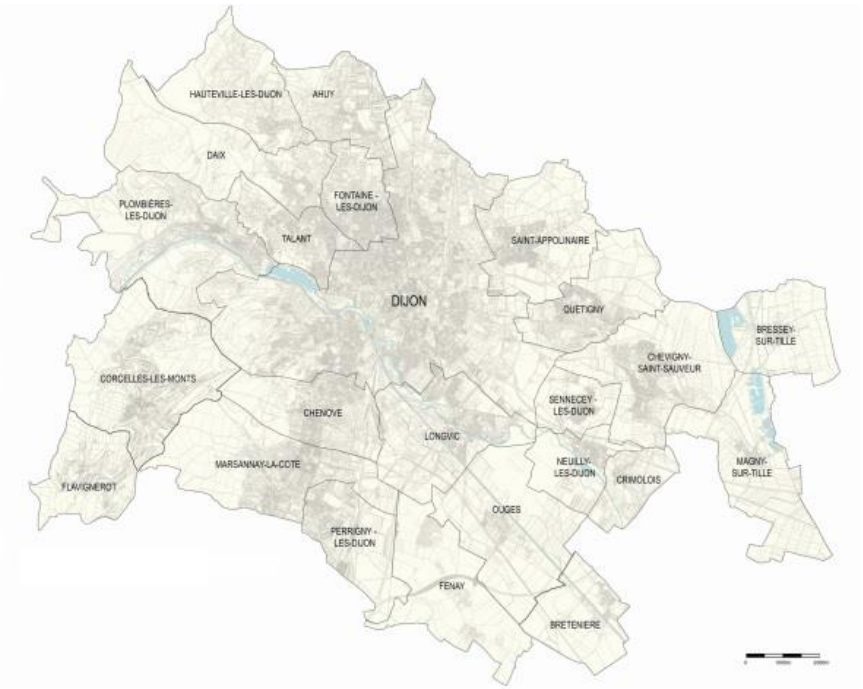 HAUTEVILLE-LES-DIJON
AHUY
DAIX
PLOMBIÈRES-
LES-DIJON
FONTAINE -
LES-DIJON
TALANT
SAINT-APPOLINAIRE
DIJON
QUETIGNY
BRESSEY-
SUR-TILLE
CHEVIGNY-
SAINT-SAUVEUR
CORCELLES-LES-MONTS
SENNECEY -
LES-DIJON
CHENOVE
LONGVIC
MARSANNAY-LA-COTE
NEUILLY-
LES-DIJON
CRIMOLOIS
MAGNY-
SUR-TILLE
FLAVIGNEROT
OUGES
PERRIGNY -
LES-DIJON
FENAY
BRETENIERE
0